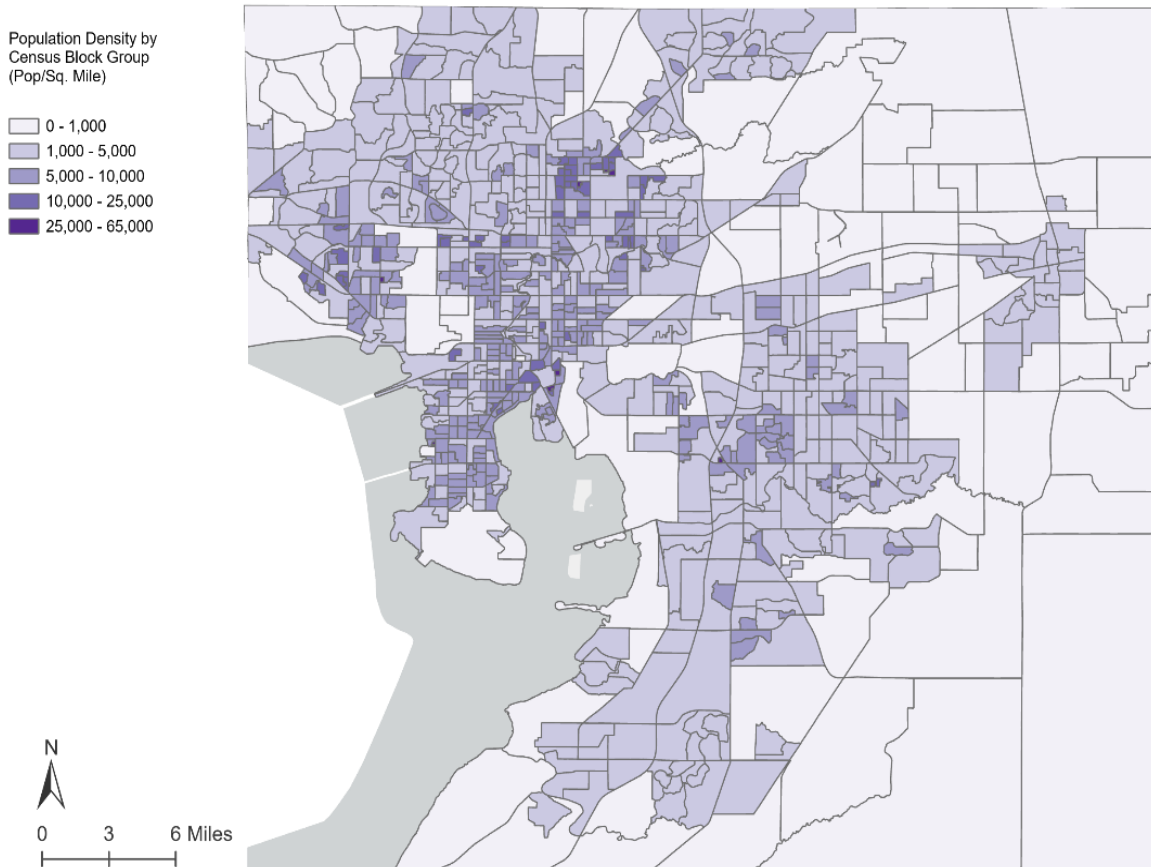 Population Density by
Census Block Group
(Pop/Sq. Mile)
0 - 1,000
1,000 - 5,000
5,000 - 10,000
10,000 - 25,000
25,000 - 65,000
N
0 3 6 Miles